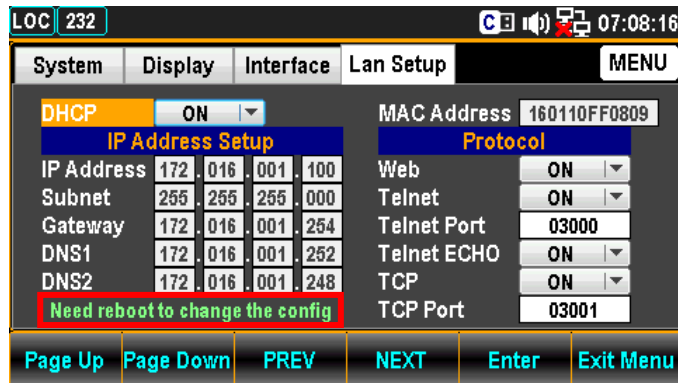 LOC 232 C 07:08:16
System Display Interface Lan Setup MENU
DHCP ON
IP Address Setup
IP Address 172 . 016 . 001 . 100
Subnet 255 . 255 . 255 . 000
Gateway 172 . 016 . 001 . 254
DNS1 172 . 016 . 001 . 252
DNS2 172 . 016 . 001 . 248
Need reboot to change the config
MAC Address 160110FF0809
Protocol
Web ON
Telnet ON
Telnet Port 03000
Telnet ECHO ON
TCP ON
TCP Port 03001
Page Up Page Down PREV NEXT Enter Exit Menu